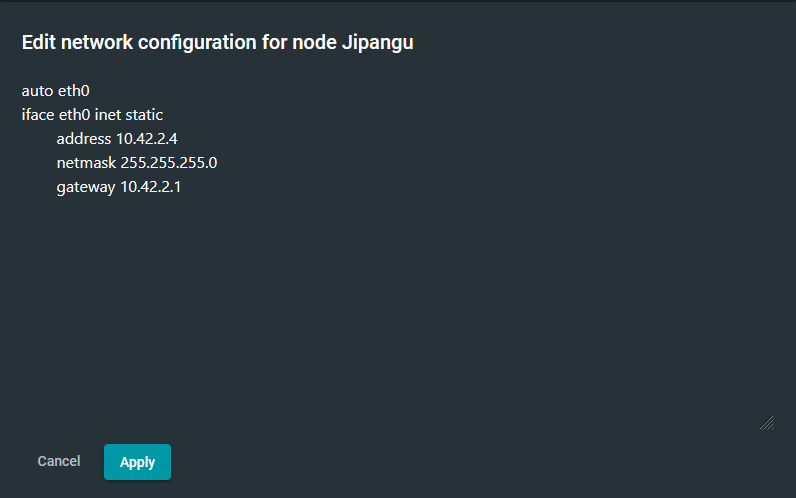 Edit network configuration for node Jipangu
auto eth0
iface eth0 inet static
address 10.42.2.4
netmask 255.255.255.0
gateway 10.42.2.1
Cancel
Apply